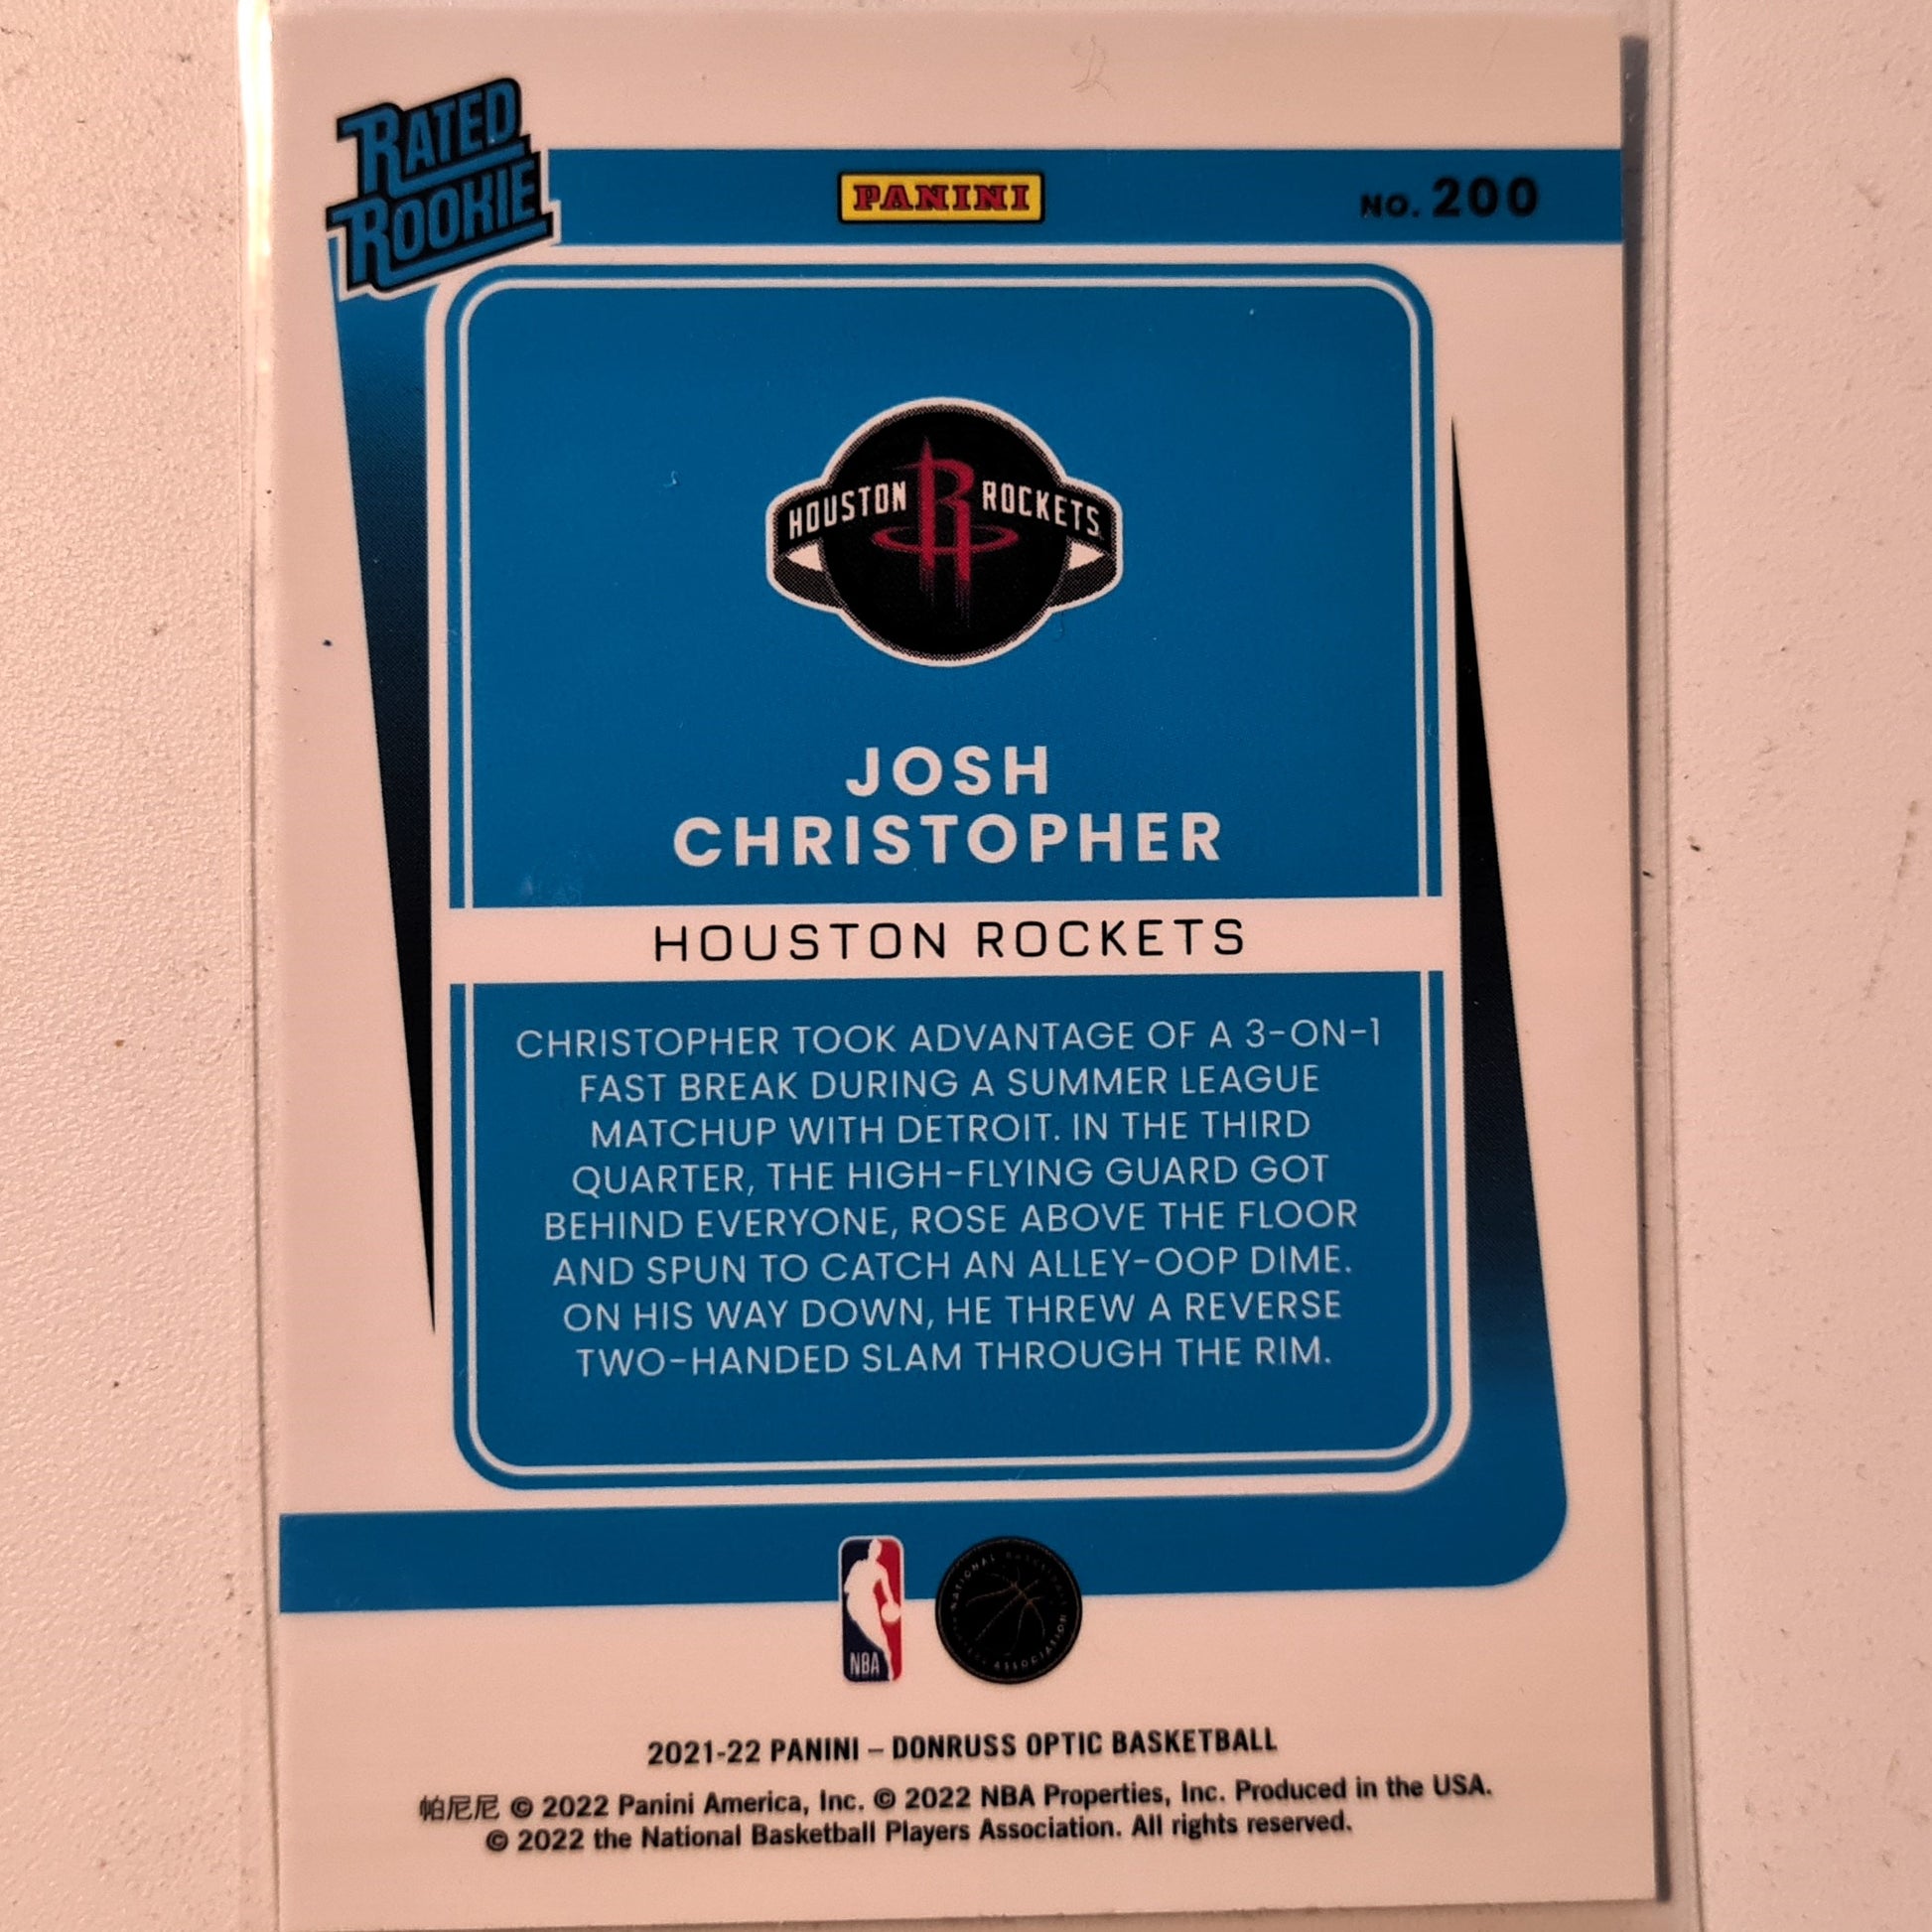 RATED
ROOKIE
PANINI
NO. 200
HOUSTON ROCKETS
JOSH
CHRISTOPHER
HOUSTON ROCKETS
CHRISTOPHER TOOK ADVANTAGE OF A 3-ON-1
FAST BREAK DURING A SUMMER LEAGUE
MATCHUP WITH DETROIT. IN THE THIRD
QUARTER, THE HIGH-FLYING GUARD GOT
BEHIND EVERYONE, ROSE ABOVE THE FLOOR
AND SPUN TO CATCH AN ALLEY-OOP DIME.
ON HIS WAY DOWN, HE THREW A REVERSE
TWO-HANDED SLAM THROUGH THE RIM.
NBA
NATIONAL BASKETBALL
ASSOCIATION
2021-22 PANINI – DONRUSS OPTIC BASKETBALL
帕尼尼 © 2022 Panini America, Inc. © 2022 NBA Properties, Inc. Produced in the USA.
© 2022 the National Basketball Players Association. All rights reserved.